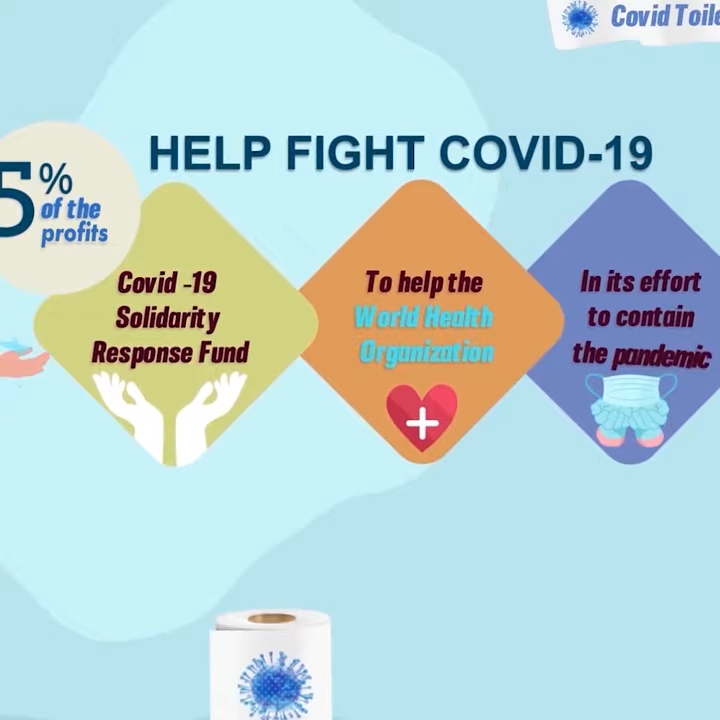 Covid
HELP FIGHT COVID-19
5%
of the
profits
Covid -19
Solidarity
Response Fund
To help the
World Health
Organization
In its effort
to contain
the pandemic